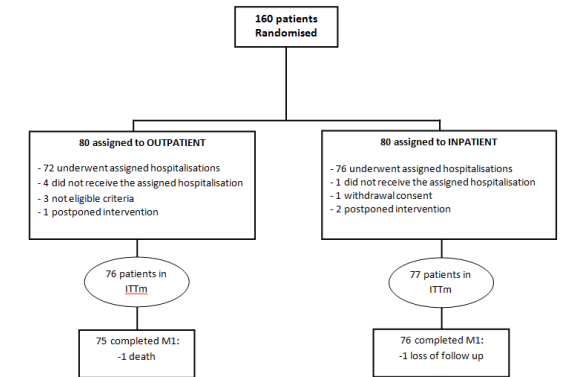 160 patients
Randomised
80 assigned to OUTPATIENT
- 72 underwent assigned hospitalisations
- 4 did not receive the assigned hospitalisation
- 3 not eligible criteria
- 1 postponed intervention
80 assigned to INPATIENT
- 76 underwent assigned hospitalisations
- 1 did not receive the assigned hospitalisation
- 1 withdrawal consent
- 2 postponed intervention
76 patients in
ITTm
77 patients in
ITTm
75 completed M1:
-1 death
76 completed M1:
-1 loss of follow up